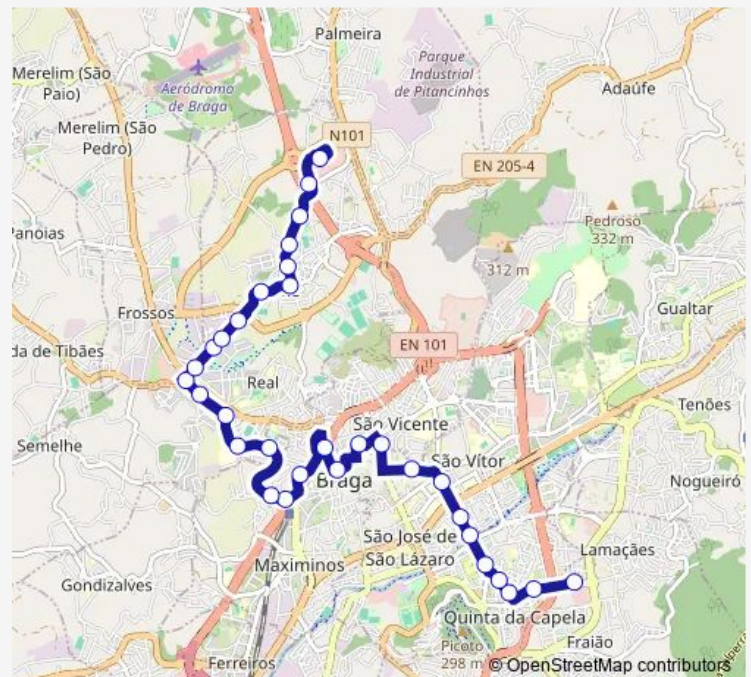 Palmeira
Parque
Industrial
de Pitancinhos
Merelim (São
Paio)
Aeródromo
de Braga
Adaúfe
Merelim (São
Pedro)
N101
EN 205-4
Panoias
Pedroso
332 m
312 m
Frossos
Gualtar
da de Tibães
EN 101
Real
Tenões
São Vicente
Semelhe
São Vítor
Nogueiró
Braga
São José de
São Lázaro
Lamaçães
Maximinos
Gondizalves
Quinta da Capela
Picoto
298 m
Fraião
Ferreiros
© OpenStreetMap contributors